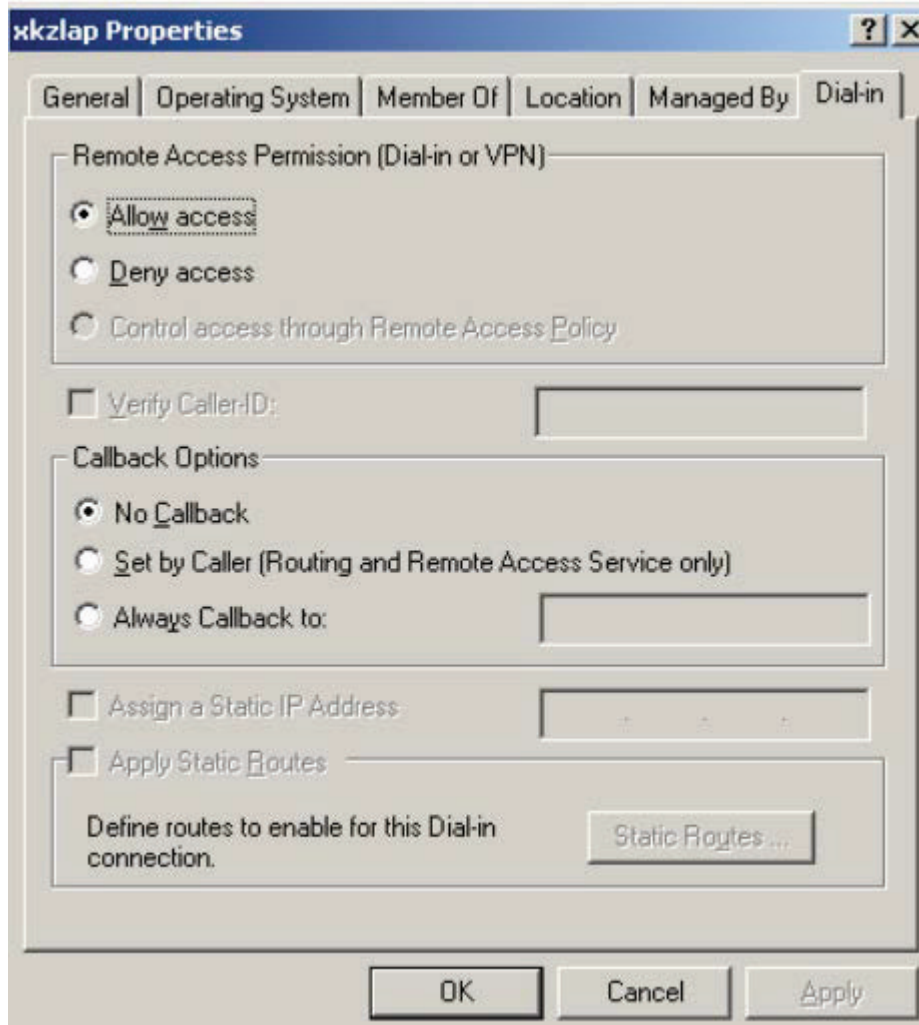 xkzlap Properties
General Operating System Member Of Location Managed By Dial-in
Remote Access Permission (Dial-in or VPN)
Allow access
Deny access
Control access through Remote Access Policy
Verify Caller-ID:
Callback Options
No Callback
Set by Caller (Routing and Remote Access Service only)
Always Callback to:
Assign a Static IP Address
Apply Static Routes
Define routes to enable for this Dial-in
connection.
Static Routes ...
OK Cancel Apply